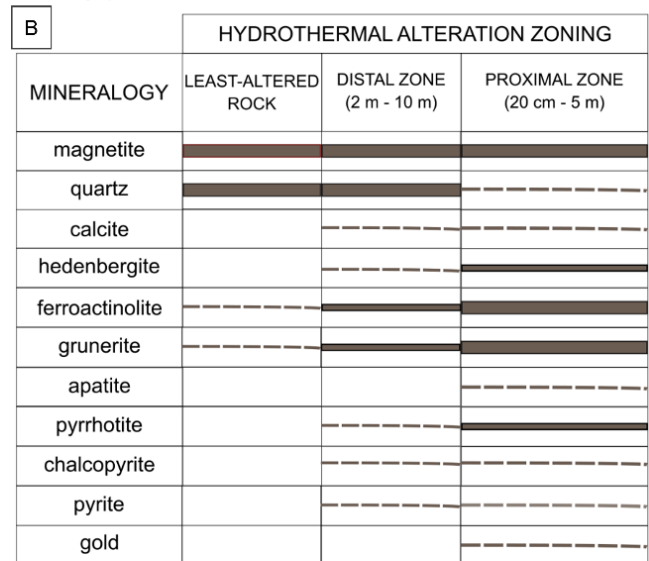 B
HYDROTHERMAL ALTERATION ZONING
MINERALOGY
LEAST-ALTERED
ROCK
DISTAL ZONE
(2 m - 10 m)
PROXIMAL ZONE
(20 cm - 5 m)
magnetite
quartz
calcite
hedenbergite
ferroactinolite
grunerite
apatite
pyrrhotite
chalcopyrite
pyrite
gold